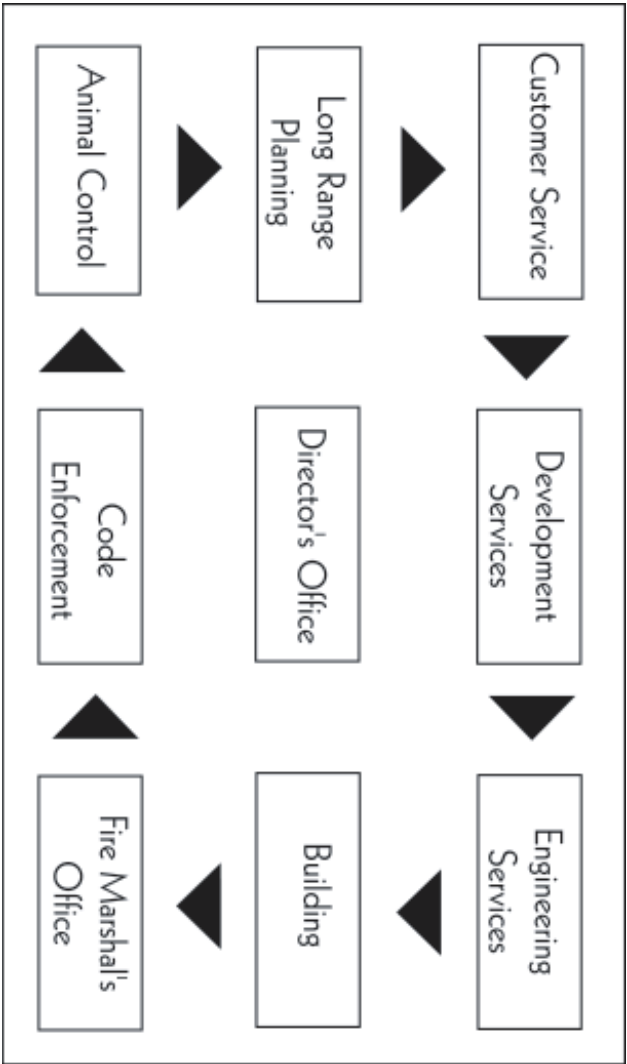 Customer Service
Development
Services
Engineering
Services
Long Range
Planning
Director's Office
Building
Animal Control
Code
Enforcement
Fire Marshal's
Office